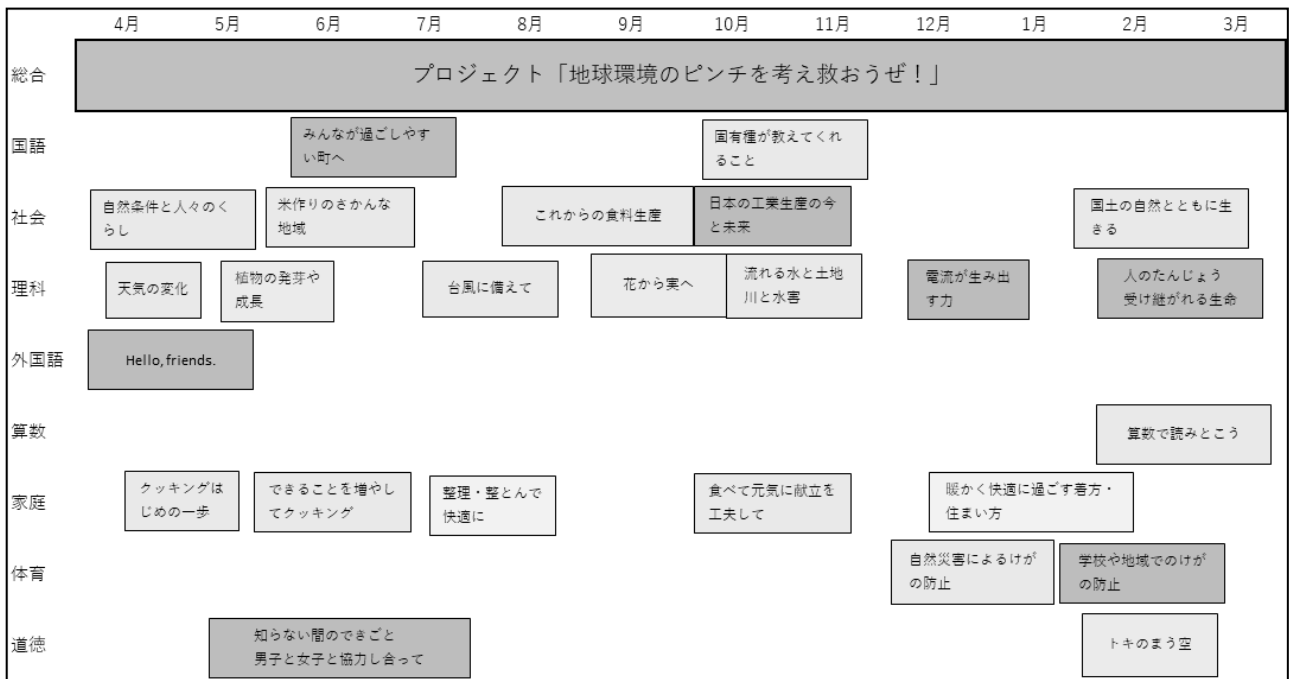 4月 5月 6月 7月 8月 9月 10月 11月 12月 1月 2月 3月
総合
プロジェクト「地球環境のピンチを考え救おうぜ！」
国語
みんなが過ごしやす
い町へ
固有種が教えてくれ
ること
社会
自然条件と人々のく
らし
米作りのさかんな
地域
これからの食料生産
日本の工業生産の今
と未来
国土の自然とともに生
きる
理科
天気の変化
植物の発芽や
成長
台風に備えて
花から実へ
流れる水と土地
川と水害
電流が生み出
す力
人のたんじょう
受け継がれる生命
外国語
Hello, friends.
算数
算数で読みとこう
家庭
クッキングは
じめの一歩
できることを増やし
てクッキング
整理・整とんで
快適に
食べて元気に献立を
工夫して
暖かく快適に過ごす着方・
住まい方
体育
自然災害によるけが
の防止
学校や地域でのけが
の防止
道徳
知らない間のできごと
男子と女子と協力し合って
トキのまう空